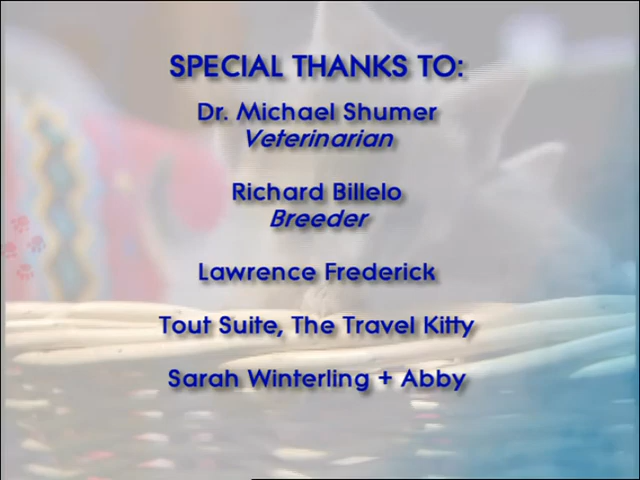 SPECIAL THANKS TO:
Dr. Michael Shumer
Veterinarian
Richard Billelo
Breeder
Lawrence Frederick
Tout Suite, The Travel Kitty
Sarah Winterling + Abby